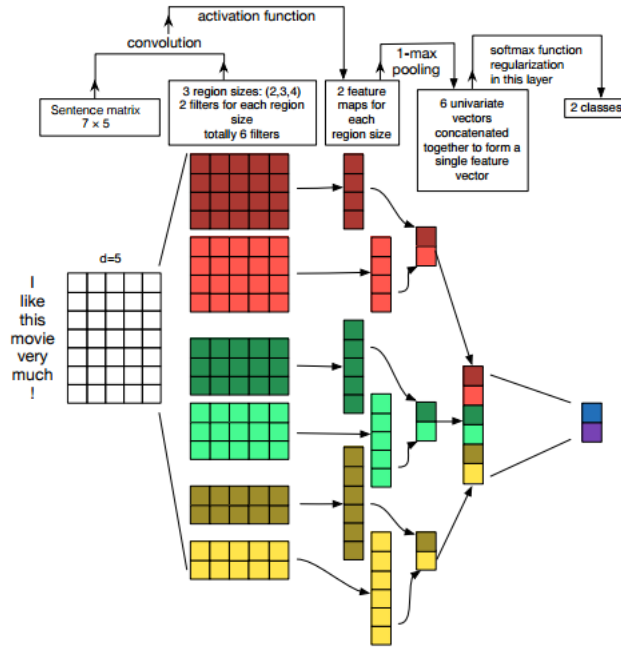 activation function
convolution
1-max
pooling
softmax function
regularization
in this layer
Sentence matrix
7 × 5
3 region sizes: (2,3,4)
2 filters for each region
size
totally 6 filters
2 feature
maps for
each
region size
6 univariate
vectors
concatenated
together to form a
single feature
vector
2 classes
d=5
I
like
this
movie
very
much
!